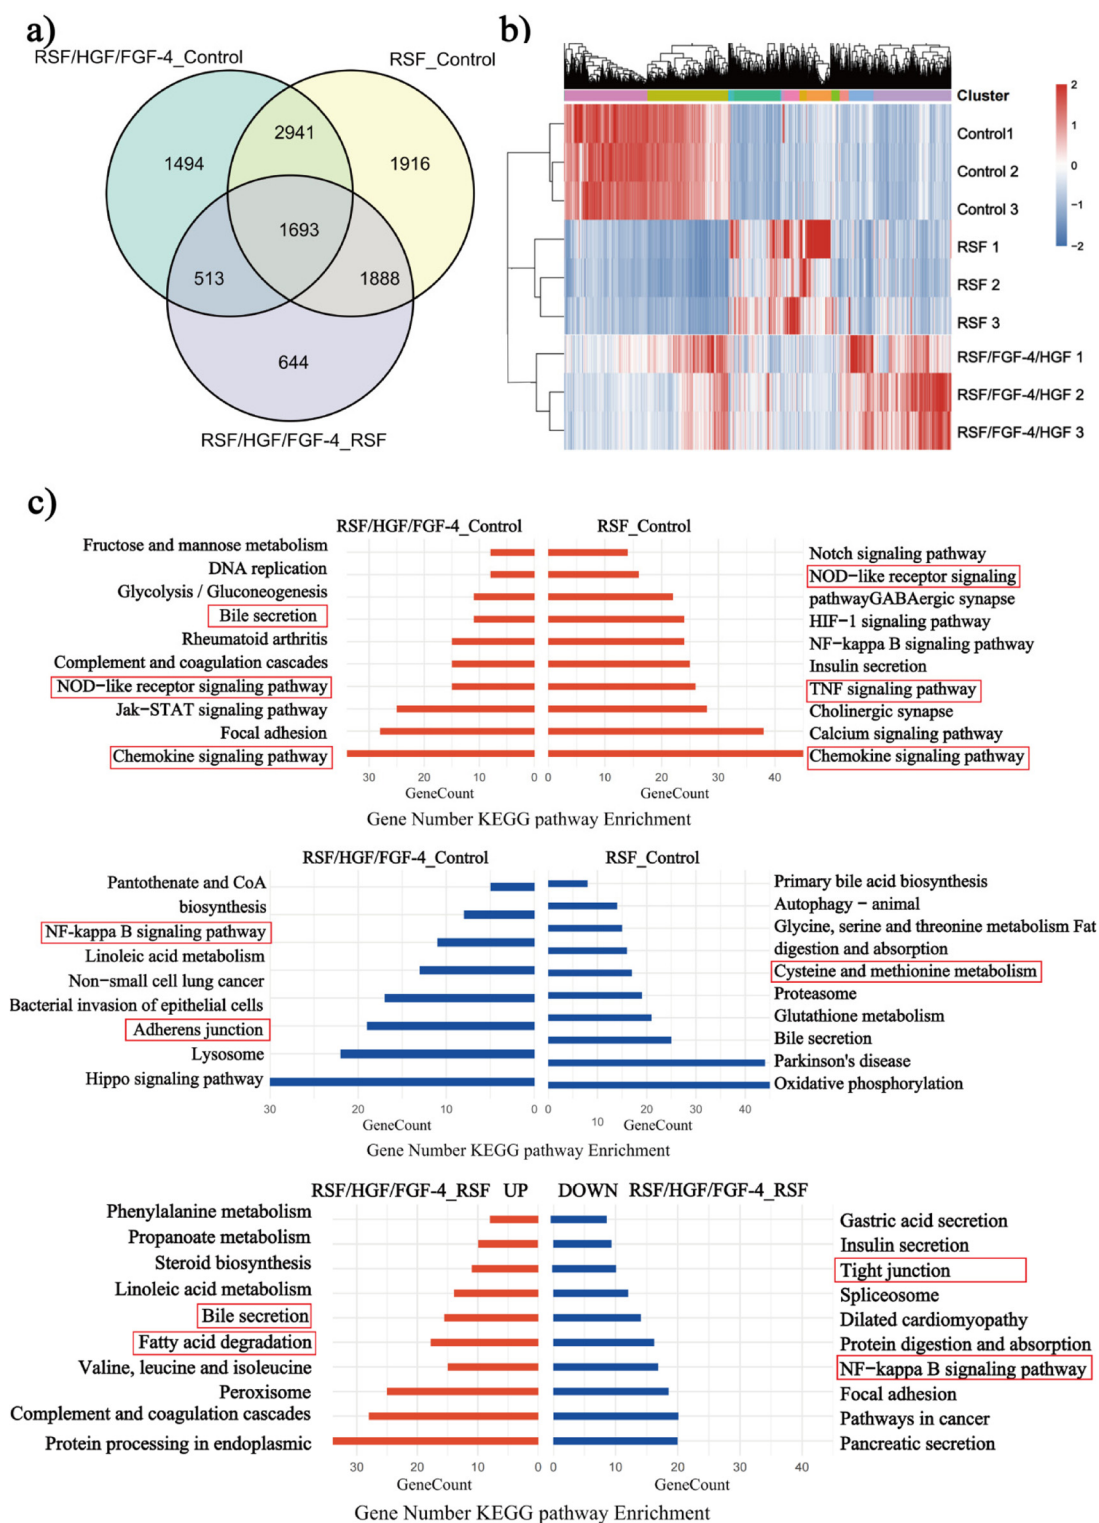 a)
RSF/HGF/FGF-4_Control
RSF_Control
2941
1494
1916
1693
513
1888
644
RSF/HGF/FGF-4_RSF
b)
Cluster
Control1
Control 2
Control 3
RSF 1
RSF 2
RSF 3
RSF/FGF-4/HGF 1
RSF/FGF-4/HGF 2
RSF/FGF-4/HGF 3
2
1
0
−1
−2
c)
RSF/HGF/FGF-4_Control
Fructose and mannose metabolism
DNA replication
Glycolysis / Gluconeogenesis
Bile secretion
Rheumatoid arthritis
Complement and coagulation cascades
NOD−like receptor signaling pathway
Jak−STAT signaling pathway
Focal adhesion
Chemokine signaling pathway
30 20 10 0
GeneCount
RSF_Control
Notch signaling pathway
NOD−like receptor signaling
pathwayGABAergic synapse
HIF−1 signaling pathway
NF−kappa B signaling pathway
Insulin secretion
TNF signaling pathway
Cholinergic synapse
Calcium signaling pathway
Chemokine signaling pathway
0 10 20 30 40
GeneCount
Gene Number KEGG pathway Enrichment
RSF/HGF/FGF-4_Control
Pantothenate and CoA
biosynthesis
NF-kappa B signaling pathway
Linoleic acid metabolism
Non−small cell lung cancer
Bacterial invasion of epithelial cells
Adherens junction
Lysosome
Hippo signaling pathway
30 20 10 0
GeneCount
RSF_Control
Primary bile acid biosynthesis
Autophagy − animal
Glycine, serine and threonine metabolism Fat
digestion and absorption
Cysteine and methionine metabolism
Proteasome
Glutathione metabolism
Bile secretion
Parkinson's disease
Oxidative phosphorylation
0 10 20 30 40
GeneCount
Gene Number KEGG pathway Enrichment
RSF/HGF/FGF-4_RSF UP
Phenylalanine metabolism
Propanoate metabolism
Steroid biosynthesis
Linoleic acid metabolism
Bile secretion
Fatty acid degradation
Valine, leucine and isoleucine
Peroxisome
Complement and coagulation cascades
Protein processing in endoplasmic
30 20 10 0
GeneCount
DOWN RSF/HGF/FGF-4_RSF
Gastric acid secretion
Insulin secretion
Tight junction
Spliceosome
Dilated cardiomyopathy
Protein digestion and absorption
NF−kappa B signaling pathway
Focal adhesion
Pathways in cancer
Pancreatic secretion
0 10 20 30 40
GeneCount
Gene Number KEGG pathway Enrichment